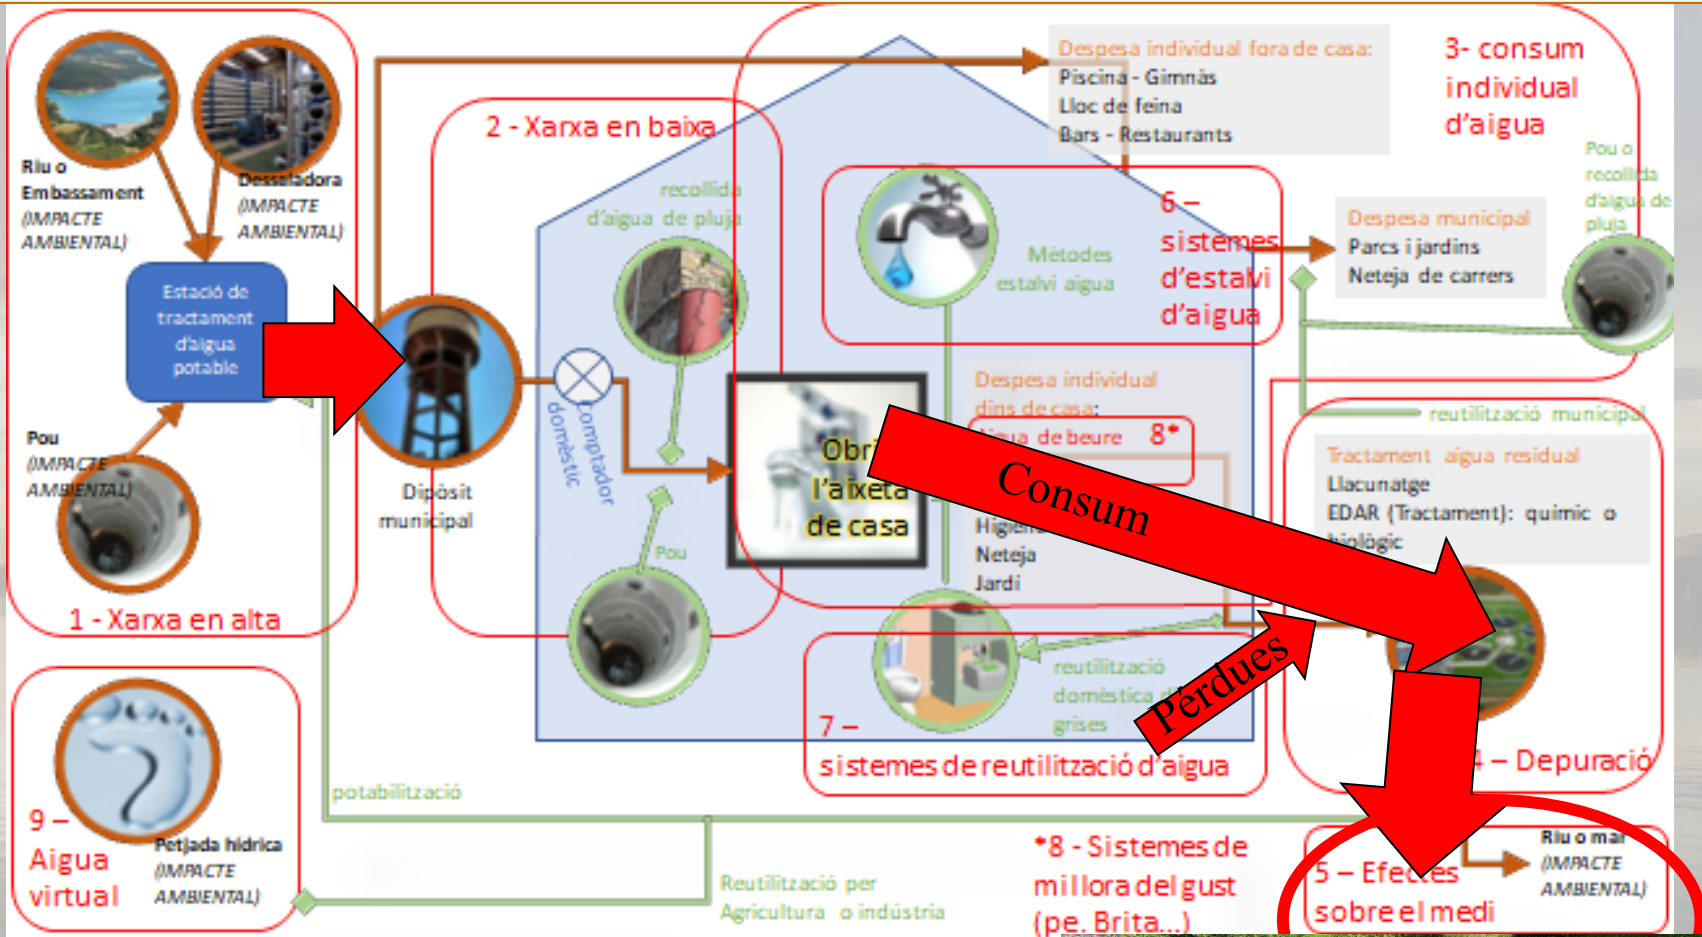 Riu o
Embassament
(IMPACTE
AMBIENTAL)
Dessaladora
(IMPACTE
AMBIENTAL)
Estació de
tractament
d'aigua
potable
Pou
(IMPACTE
AMBIENTAL)
1 - Xarxa en alta
2 - Xarxa en baixa
Dipòsit
municipal
Comptador
domèstic
recollida
d'aigua de pluja
Pou
Obri
l'aixeta
de casa
Despesa individual fora de casa:
Piscina - Gimnàs
Lloc de feina
Bars - Restaurants
3- consum
individual
d'aigua
Mètodes
estalvi aigua
6 –
sistemes
d'estalvi
d'aigua
Despesa municipal
Parcs i jardins
Neteja de carrers
Pou o
recollida
d'aigua de
pluja
reutilització municipal
Despesa individual
dins de casa:
Aigua de beure 8*
Neteja
Jardí
Consum
Pérdues
Tractament aigua residual
Llacunatge
EDAR (Tractament): químic o
biològic
4 – Depuració
reutilització
domèstica
grises
7 –
sistemes de reutilització d'aigua
potabilització
9 –
Aigua
virtual
Petjada hídrica
(IMPACTE
AMBIENTAL)
Reutilització per
Agricultura o indústria
*8 - Sistemes de
millora del gust
(pe. Brita...)
5 – Efectes
sobre el medi
Riu o mar
(IMPACTE
AMBIENTAL)